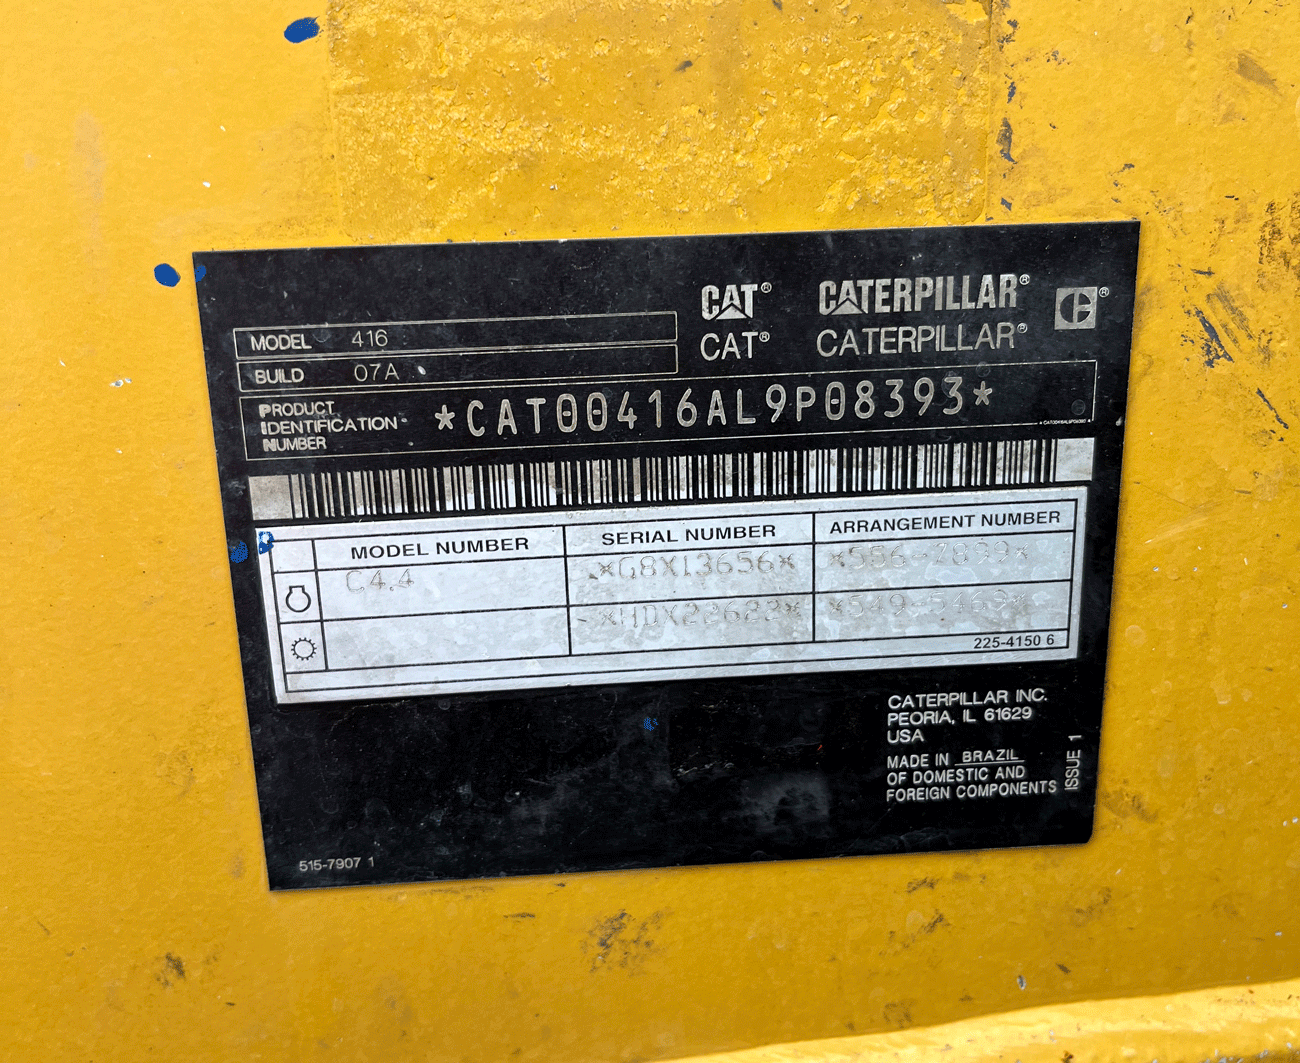 CAT® CATERPILLAR®
CAT® CATERPILLAR®
MODEL 416
BUILD 07A
PRODUCT IDENTIFICATION NUMBER *CAT00416AL9P08393*
MODEL NUMBER SERIAL NUMBER ARRANGEMENT NUMBER
C4.4 *G8X13656* *556-7899*
*HDX22622* *549-5469*
225-4150 6
CATERPILLAR INC.
PEORIA, IL 61629
USA
MADE IN BRAZIL
OF DOMESTIC AND
FOREIGN COMPONENTS
ISSUE 1
515-7907 1